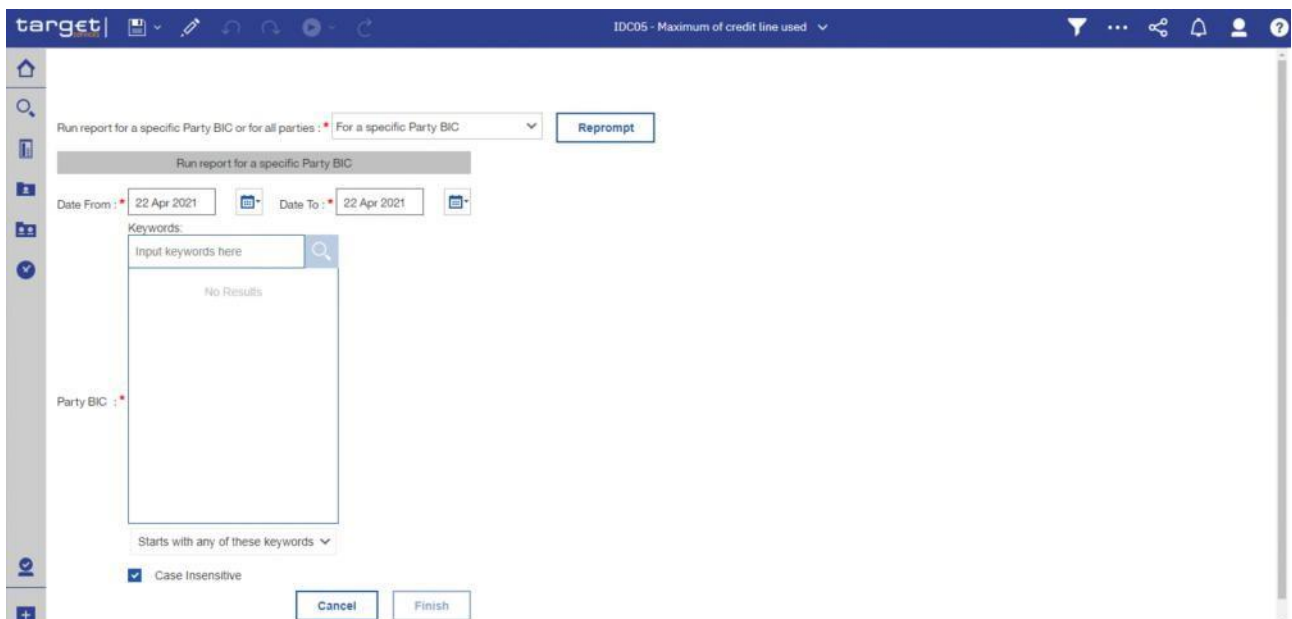 target| IDC05 - Maximum of credit line used
services
Run report for a specific Party BIC or for all parties : * For a specific Party BIC Reprompt
Run report for a specific Party BIC
Date From : * 22 Apr 2021 Date To : * 22 Apr 2021
Keywords:
Input keywords here
No Results
Party BIC : *
Starts with any of these keywords
Case Insensitive
Cancel Finish